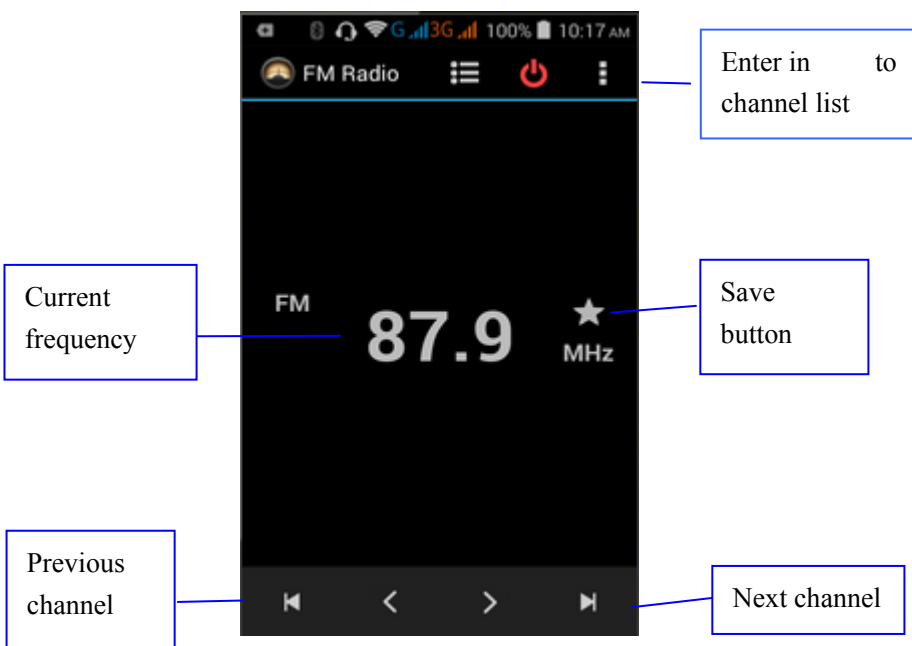 G 3G 100% 10:17 AM
FM Radio
Enter in to
channel list
Current
frequency
FM
87.9
MHz
Save
button
Previous
channel
Next channel